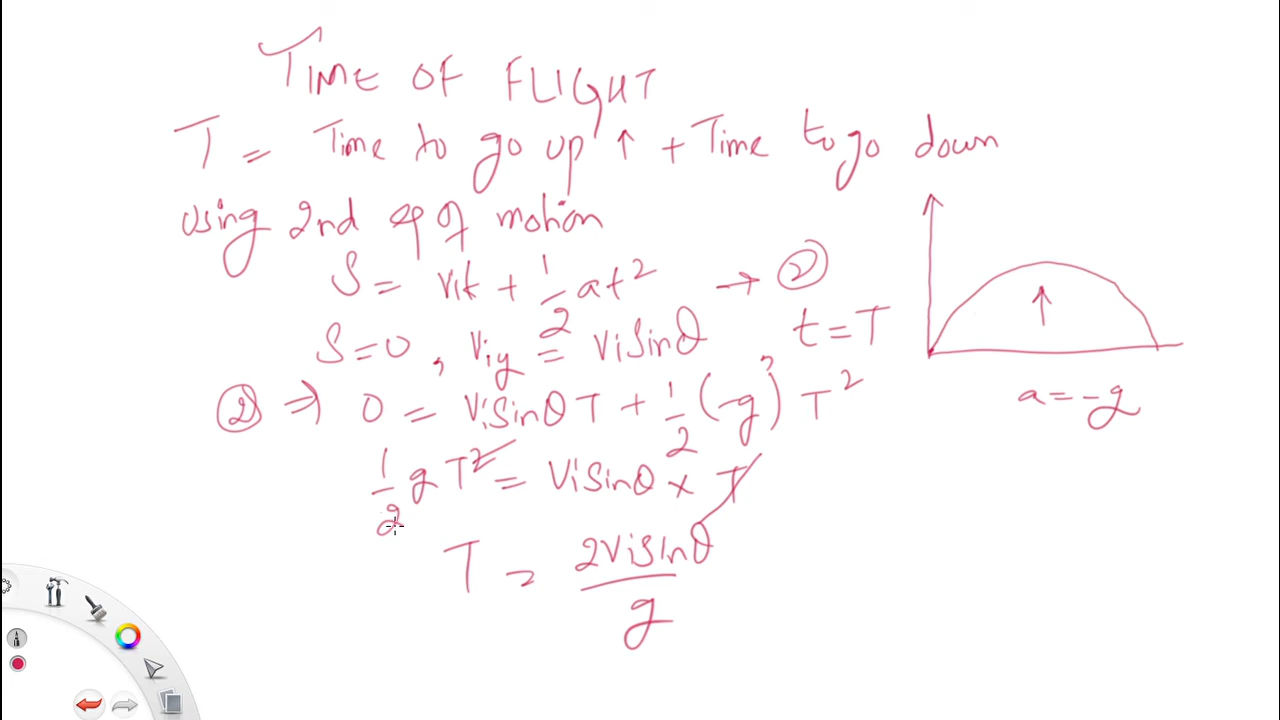 TIME OF FLIGHT
T = Time to go up ↑ + Time to go down
using 2nd eq of motion
S = Vit + 1/2 at² → ②
S=0 , Viy = ViSinθ , t=T
② ⇒ 0 = ViSinθ T + 1/2 (-g) T²
a = -g
1/2 g T² = ViSinθ × T
T = 2ViSinθ/g